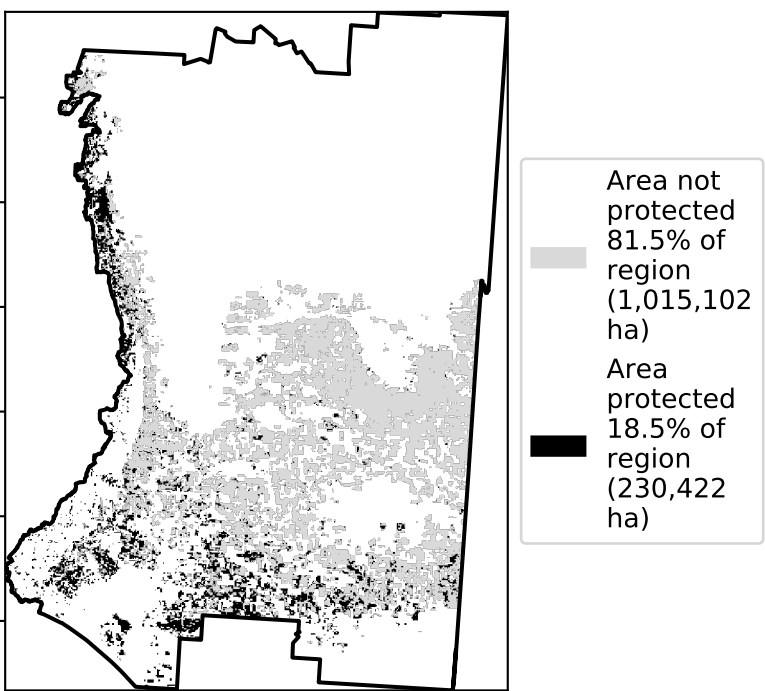 Area not
protected
81.5% of
region
(1,015,102
ha)
Area
protected
18.5% of
region
(230,422
ha)